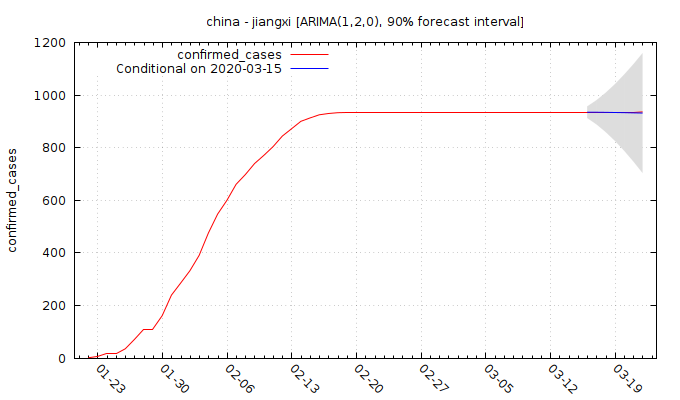 china - jiangxi [ARIMA(1,2,0), 90% forecast interval]
confirmed_cases
Conditional on 2020-03-15
confirmed_cases
1200
1000
800
600
400
200
0
01-23 01-30 02-06 02-13 02-20 02-27 03-05 03-12 03-19